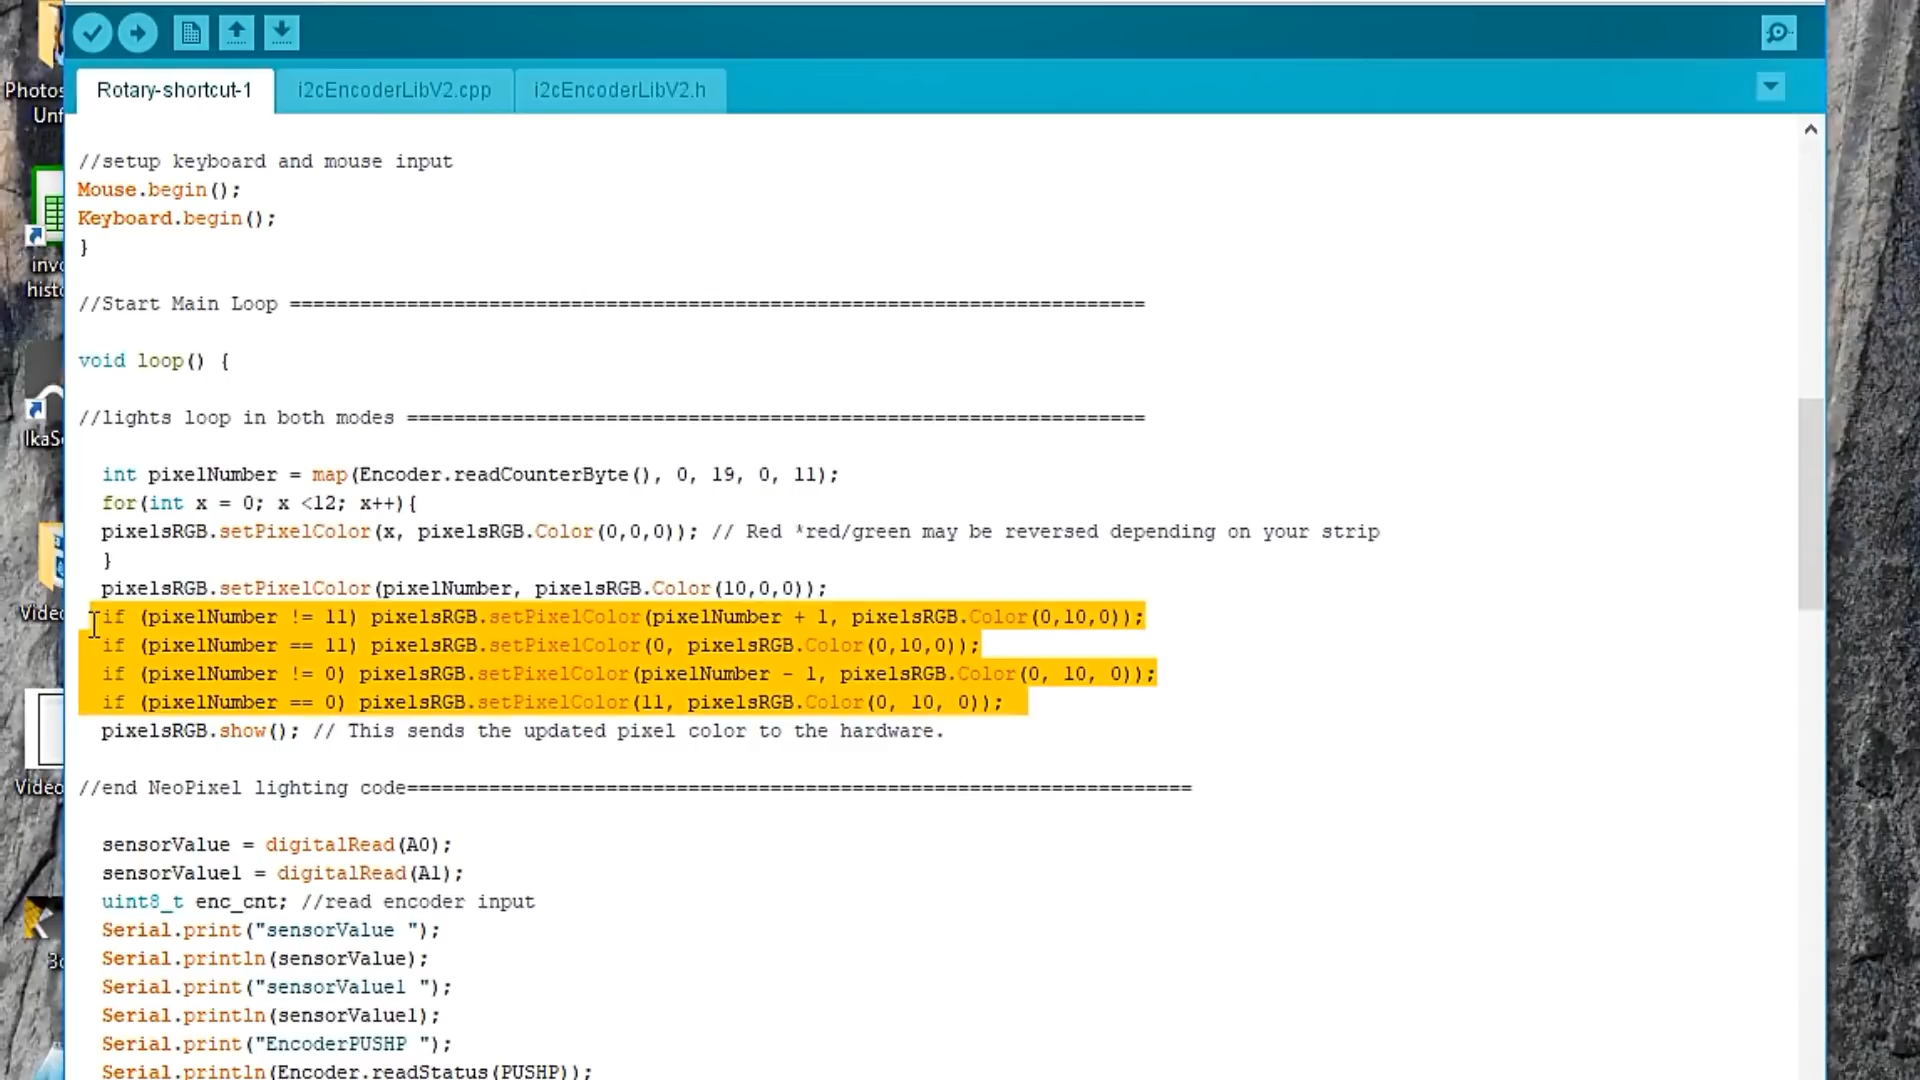 Rotary-shortcut-1
i2cEncoderLibV2.cpp
i2cEncoderLibV2.h
Photos
Unf
hist
Video
Video
//setup keyboard and mouse input
Mouse.begin();
Keyboard.begin();
}
//Start Main Loop =========================================================================
void loop() {
//lights loop in both modes ===============================================================
int pixelNumber = map(Encoder.readCounterByte(), 0, 19, 0, 11);
for(int x = 0; x <12; x++){
pixelsRGB.setPixelColor(x, pixelsRGB.Color(0,0,0)); // Red *red/green may be reversed depending on your strip
}
pixelsRGB.setPixelColor(pixelNumber, pixelsRGB.Color(10,0,0));
if (pixelNumber != 11) pixelsRGB.setPixelColor(pixelNumber + 1, pixelsRGB.Color(0,10,0));
if (pixelNumber == 11) pixelsRGB.setPixelColor(0, pixelsRGB.Color(0,10,0));
if (pixelNumber != 0) pixelsRGB.setPixelColor(pixelNumber - 1, pixelsRGB.Color(0, 10, 0));
if (pixelNumber == 0) pixelsRGB.setPixelColor(11, pixelsRGB.Color(0, 10, 0));
pixelsRGB.show(); // This sends the updated pixel color to the hardware.
//end NeoPixel lighting code===================================================================
sensorValue = digitalRead(A0);
sensorValue1 = digitalRead(A1);
uint8_t enc_cnt; //read encoder input
Serial.print("sensorValue ");
Serial.println(sensorValue);
Serial.print("sensorValue1 ");
Serial.println(sensorValue1);
Serial.print("EncoderPUSHP ");
Serial.println(Encoder.readStatus(PUSHP));